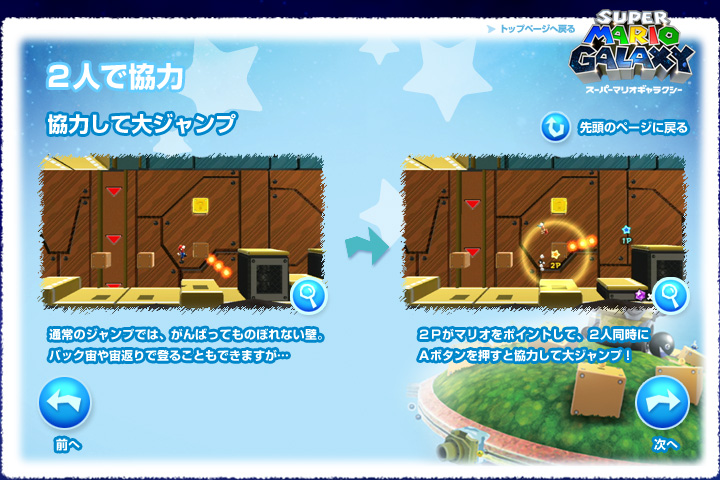 トップページへ戻る
SUPER
MARIO
GALAXY
スーパーマリオギャラクシー
2人で協力
協力して大ジャンプ
先頭のページに戻る
1P
2P
通常のジャンプでは、がんばってものぼれない壁。
バック宙や宙返りで登ることもできますが…
2Pがマリオをポイントして、2人同時に
Aボタンを押すと協力して大ジャンプ！
前へ
次へ